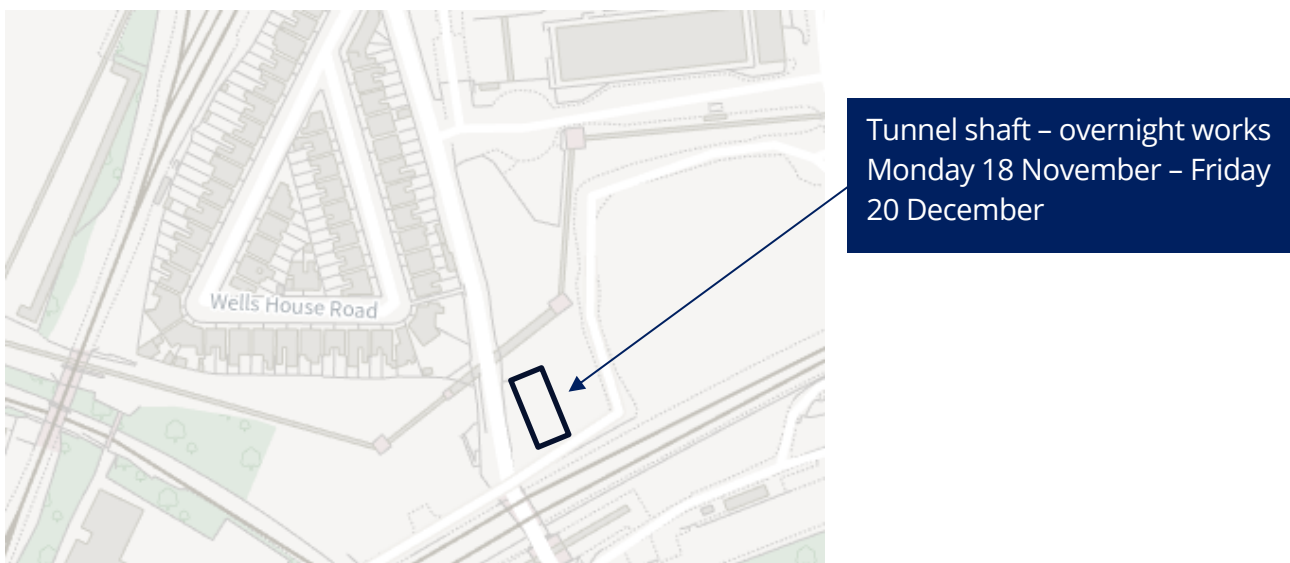 Tunnel shaft – overnight works
Monday 18 November – Friday
20 December
Wells House Road